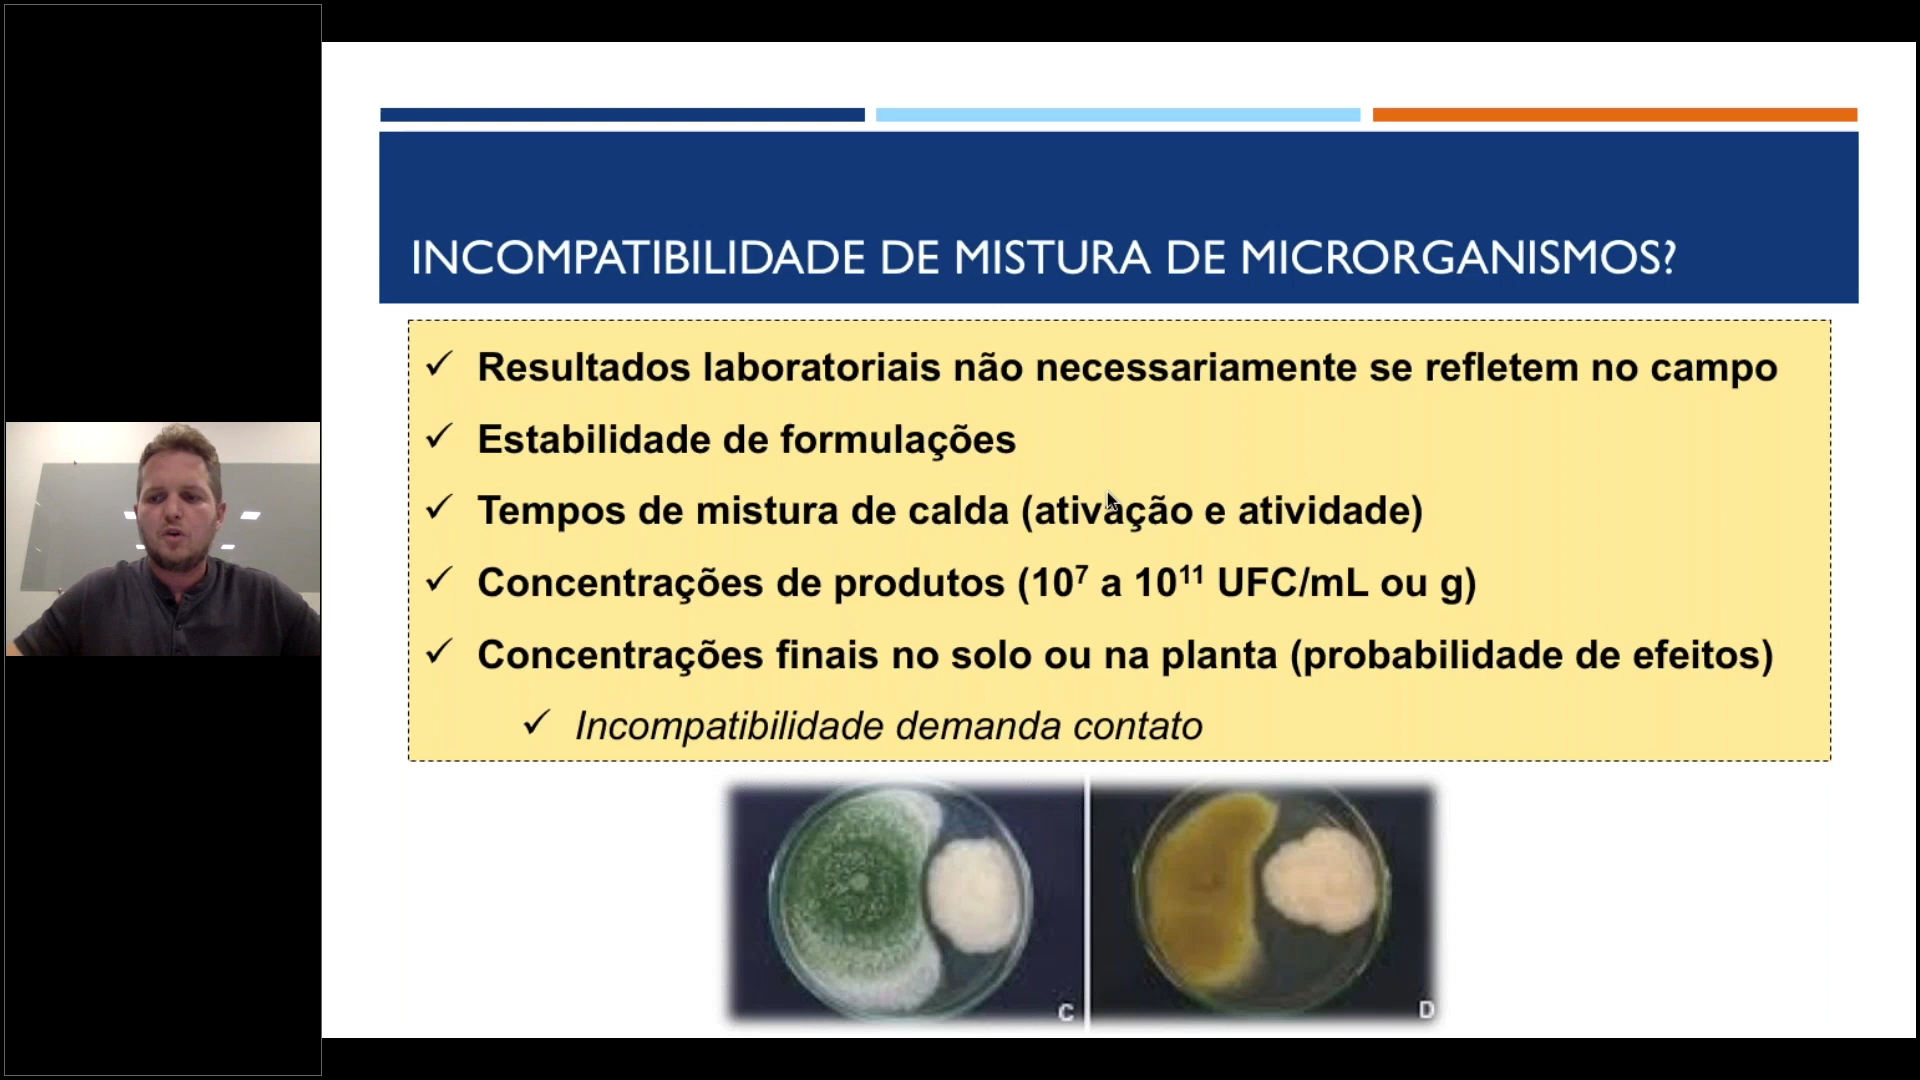 INCOMPATIBILIDADE DE MISTURA DE MICRORGANISMOS?
✓ Resultados laboratoriais não necessariamente se refletem no campo
✓ Estabilidade de formulações
✓ Tempos de mistura de calda (ativação e atividade)
✓ Concentrações de produtos (10⁷ a 10¹¹ UFC/mL ou g)
✓ Concentrações finais no solo ou na planta (probabilidade de efeitos)
✓ Incompatibilidade demanda contato
C
D